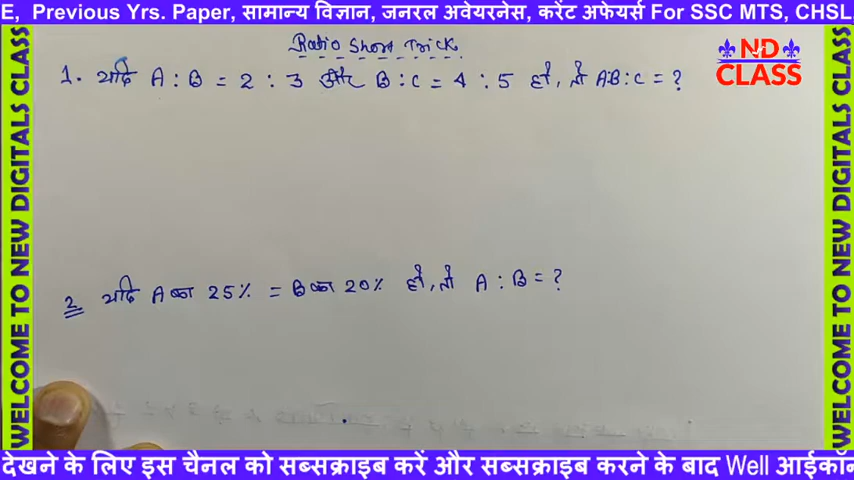 E, Previous Yrs. Paper, सामान्य विज्ञान, जनरल अवेयरनेस, करेंट अफेयर्स For SSC MTS, CHSL
Ratio Short Trick
ND
CLASS
1. यदि A : B = 2 : 3 और B : C = 4 : 5 हो, तो A:B:C = ?
2 यदि A का 25% = B का 20% हो, तो A : B = ?
WELCOME TO NEW DIGITALS CLASS
WELCOME TO NEW DIGITALS CLASS
देखने के लिए इस चैनल को सब्सक्राइब करें और सब्सक्राइब करने के बाद Well आईकान